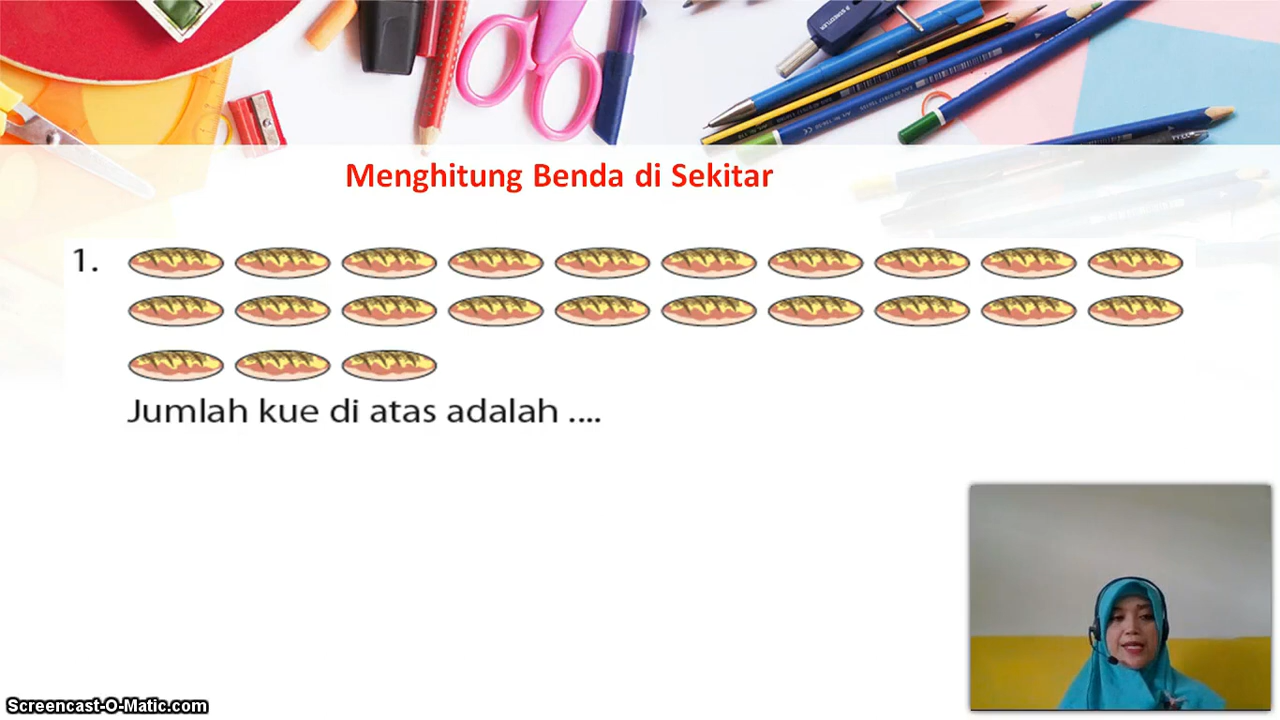 Menghitung Benda di Sekitar
1.
Jumlah kue di atas adalah ....
Screencast-O-Matic.com